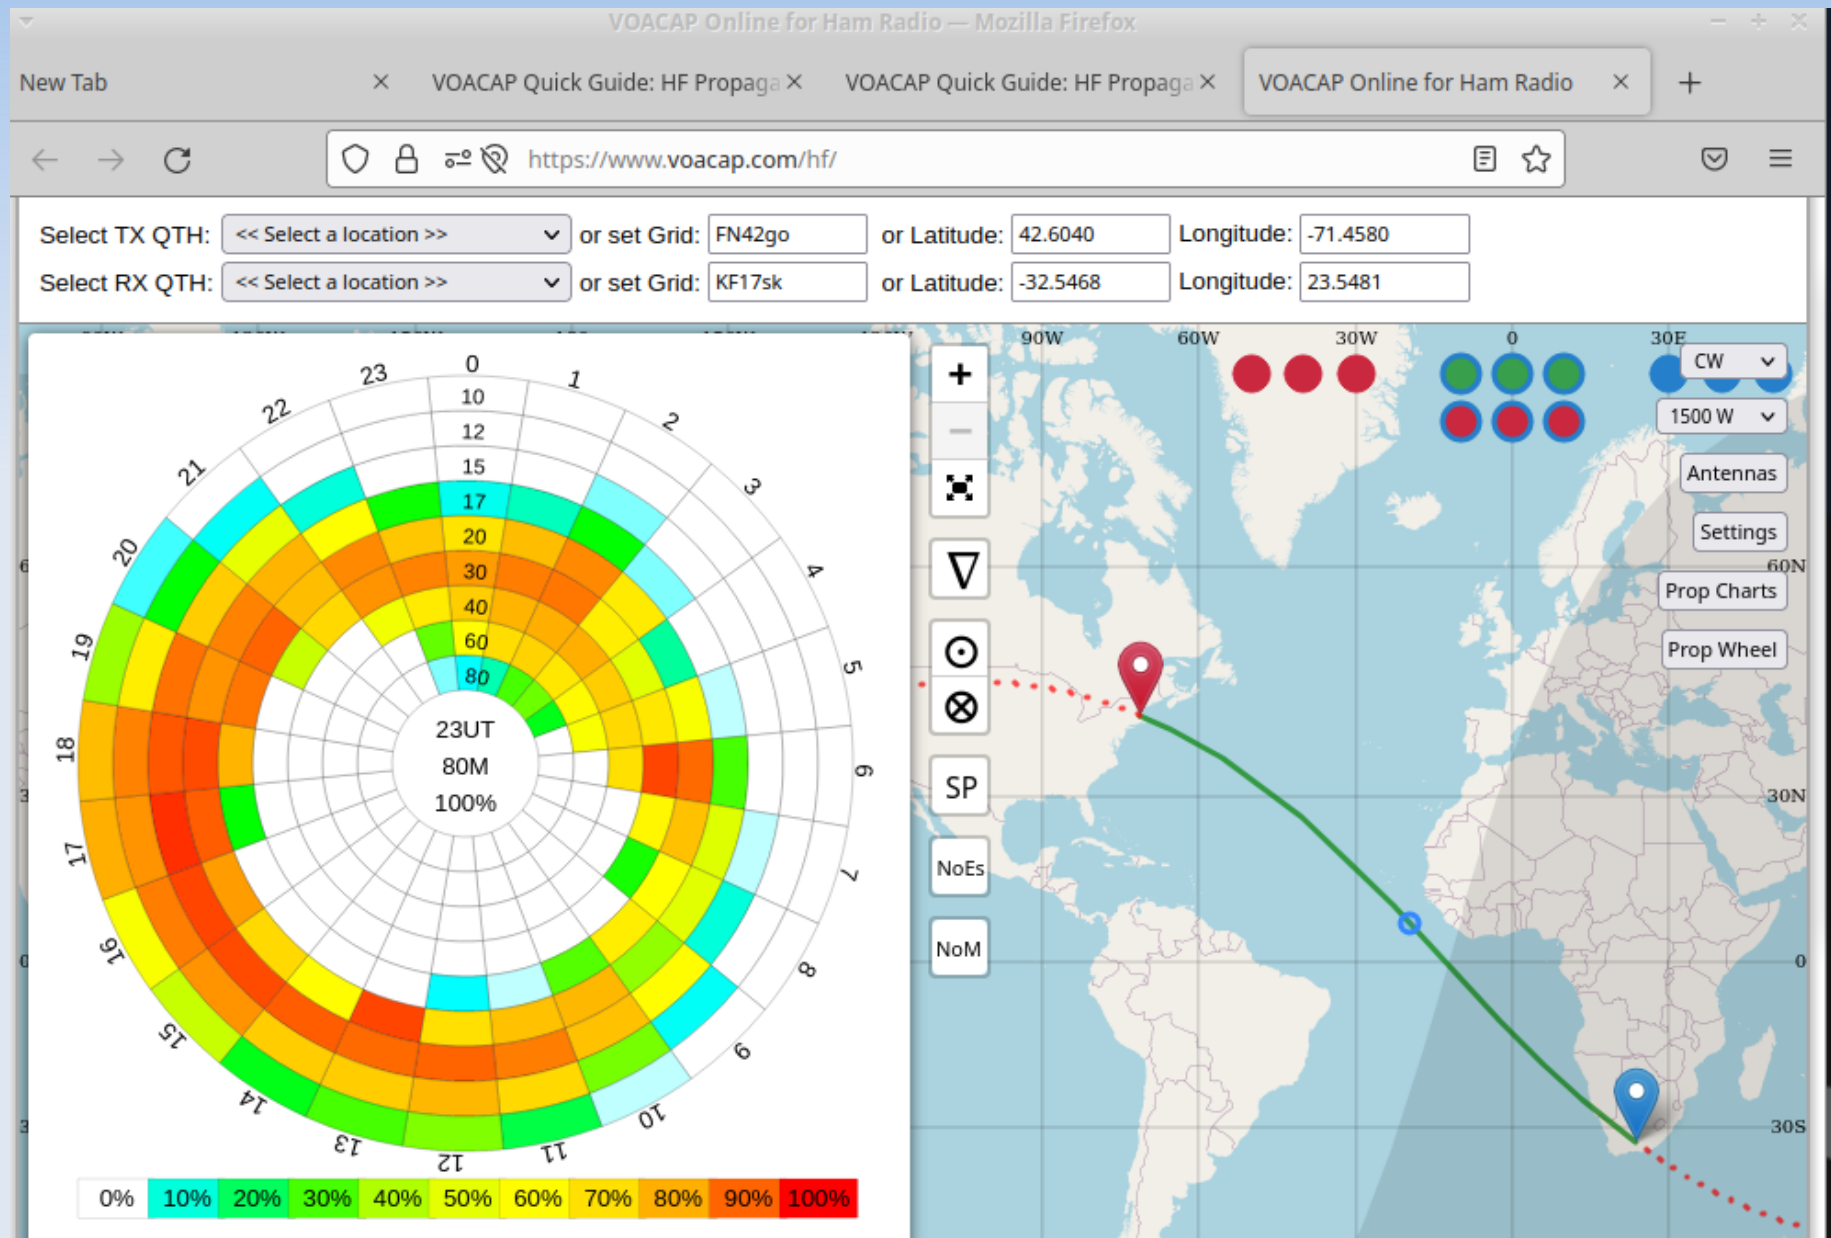 VOACAP Online for Ham Radio — Mozilla Firefox
New Tab
VOACAP Quick Guide: HF Propaga
VOACAP Quick Guide: HF Propaga
VOACAP Online for Ham Radio
https://www.voacap.com/hf/
Select TX QTH: << Select a location >> or set Grid: FN42go or Latitude: 42.6040 Longitude: -71.4580
Select RX QTH: << Select a location >> or set Grid: KF17sk or Latitude: -32.5468 Longitude: 23.5481
90W 60W 30W 0 30E
CW
1500 W
Antennas
Settings
60N
Prop Charts
Prop Wheel
30N
0
30S
+
−
SP
NoEs
NoM
0
1
2
3
4
5
6
7
8
9
10
11
12
13
14
15
16
17
18
19
20
21
22
23
10
12
15
17
20
30
40
60
80
23UT
80M
100%
0% 10% 20% 30% 40% 50% 60% 70% 80% 90% 100%